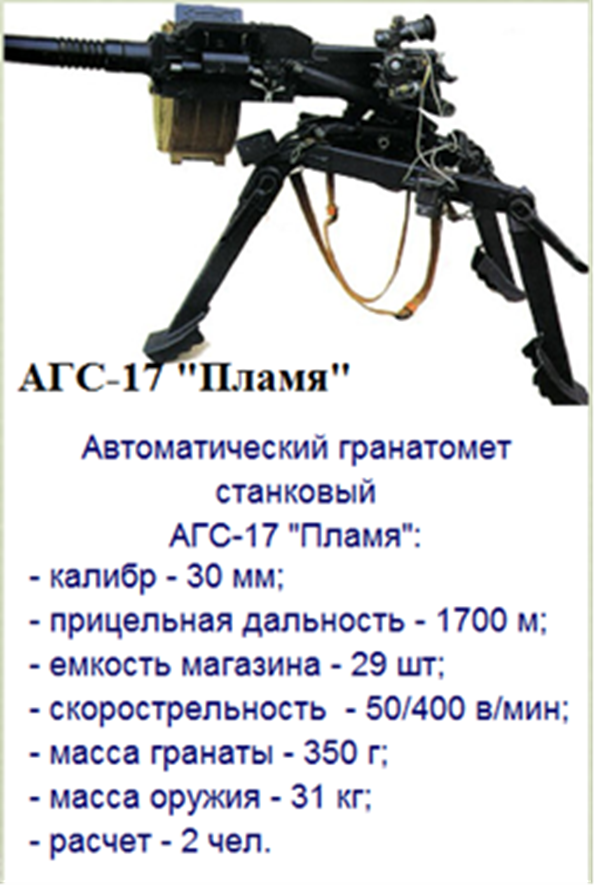 АГС-17 "Пламя"
Автоматический гранатомет
станковый
АГС-17 "Пламя":
- калибр - 30 мм;
- прицельная дальность - 1700 м;
- емкость магазина - 29 шт;
- скорострельность - 50/400 в/мин;
- масса гранаты - 350 г;
- масса оружия - 31 кг;
- расчет - 2 чел.